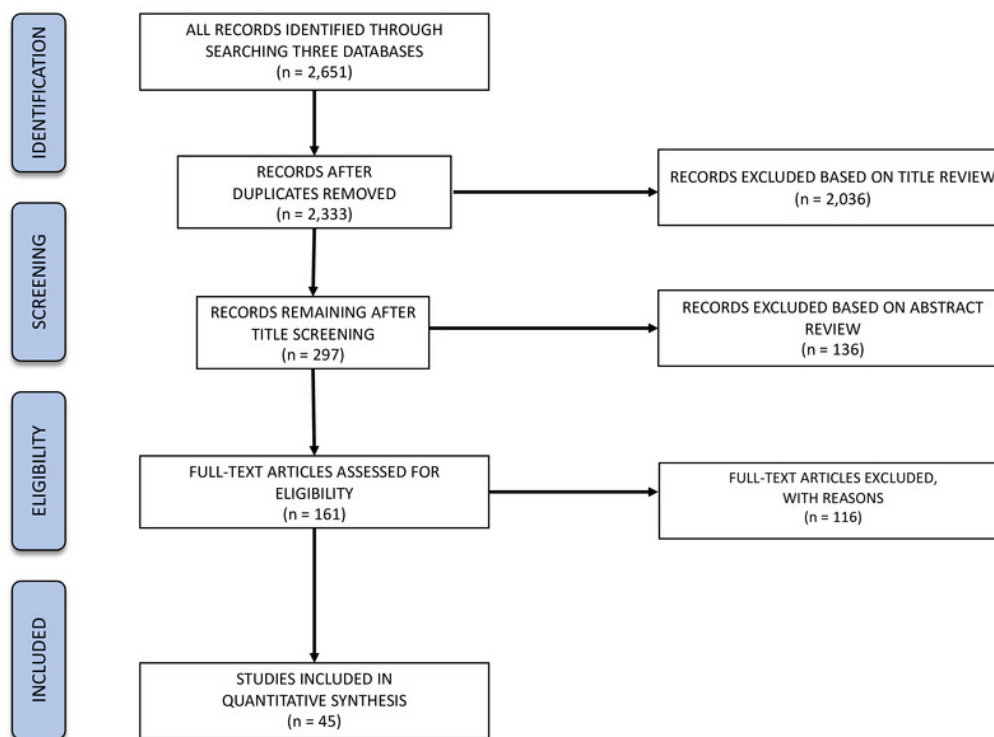 IDENTIFICATION
ALL RECORDS IDENTIFIED THROUGH
SEARCHING THREE DATABASES
(n = 2,651)
RECORDS AFTER
DUPLICATES REMOVED
(n = 2,333)
RECORDS EXCLUDED BASED ON TITLE REVIEW
(n = 2,036)
SCREENING
RECORDS REMAINING AFTER
TITLE SCREENING
(n = 297)
RECORDS EXCLUDED BASED ON ABSTRACT
REVIEW
(n = 136)
ELIGIBILITY
FULL-TEXT ARTICLES ASSESSED FOR
ELIGIBILITY
(n = 161)
FULL-TEXT ARTICLES EXCLUDED,
WITH REASONS
(n = 116)
INCLUDED
STUDIES INCLUDED IN
QUANTITATIVE SYNTHESIS
(n = 45)